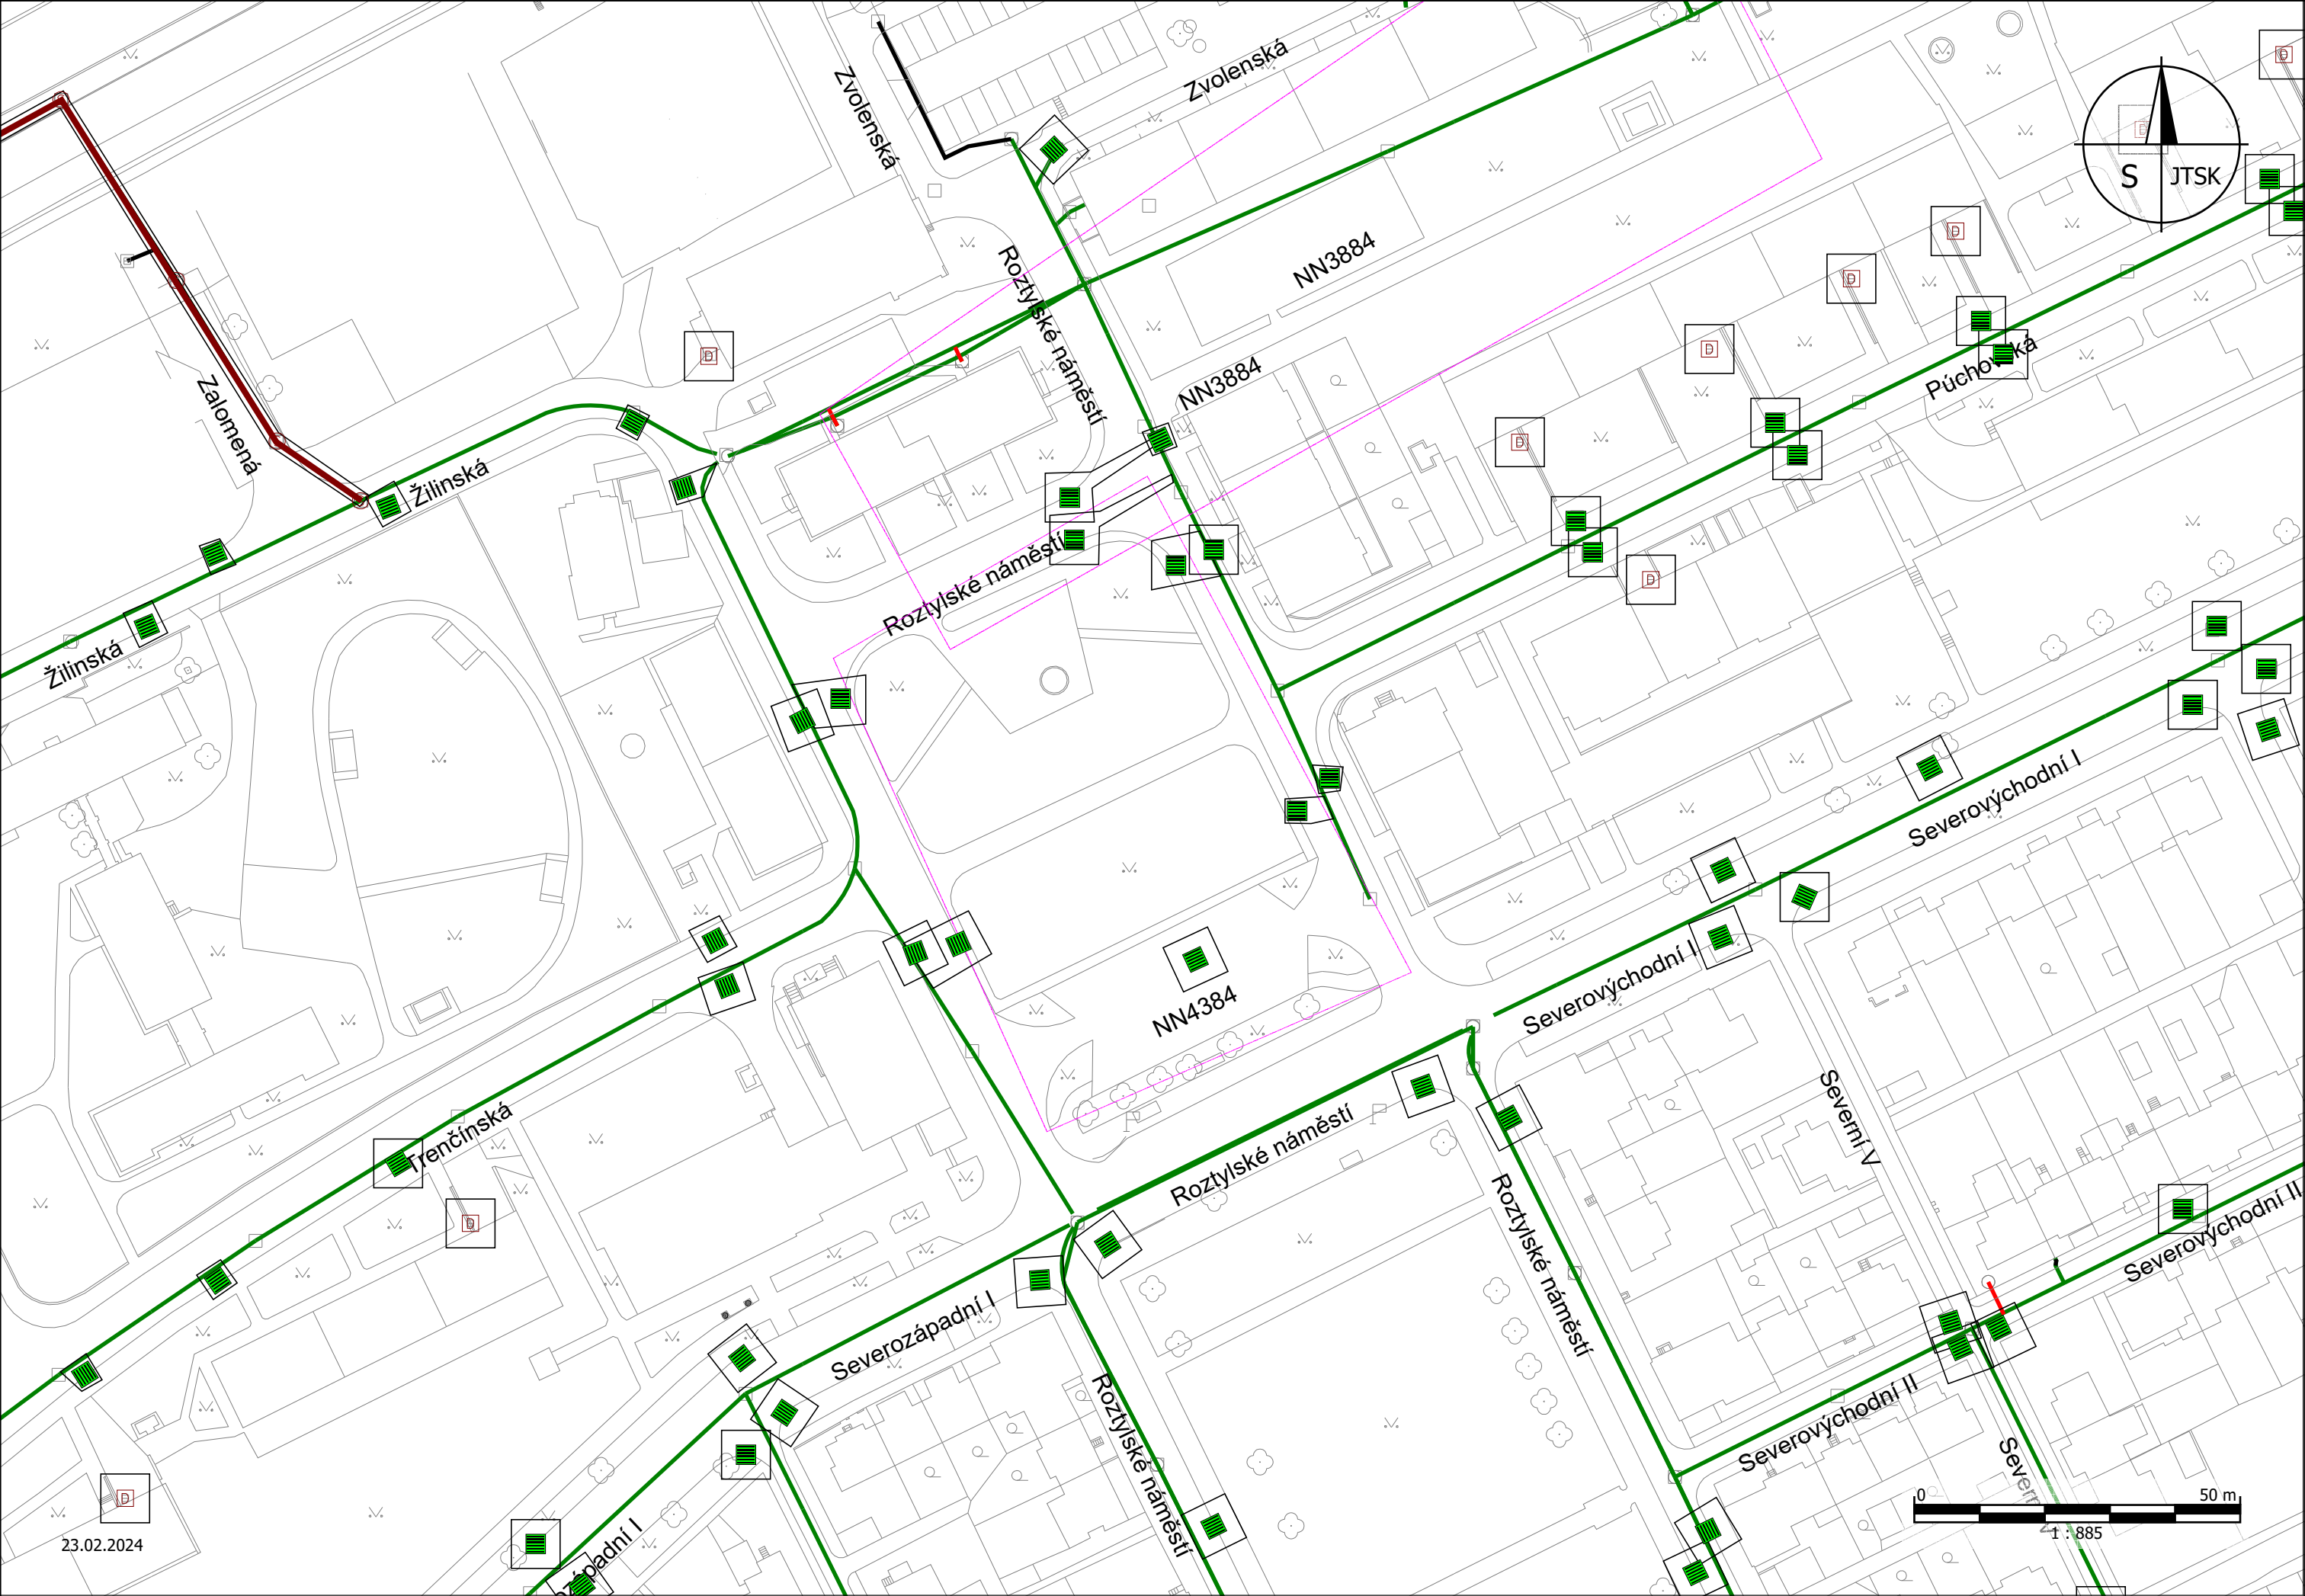 Zvolenská
Zvolenská
S JTSK
D
D
D
NN3884
Roztylské náměstí
D
D
D
Púchovská
NN3884
Zalomená
D
Žilinská
Roztylské náměstí
D
Žilinská
Severovýchodní I
Severovýchodní I
NN4384
Severní V
Trenčínská
Roztylské náměstí
D
Roztylské náměstí
Severovýchodní II
Severozápadní I
Roztylské náměstí
Severovýchodní II
0 50 m
D
1 : 885
23.02.2024